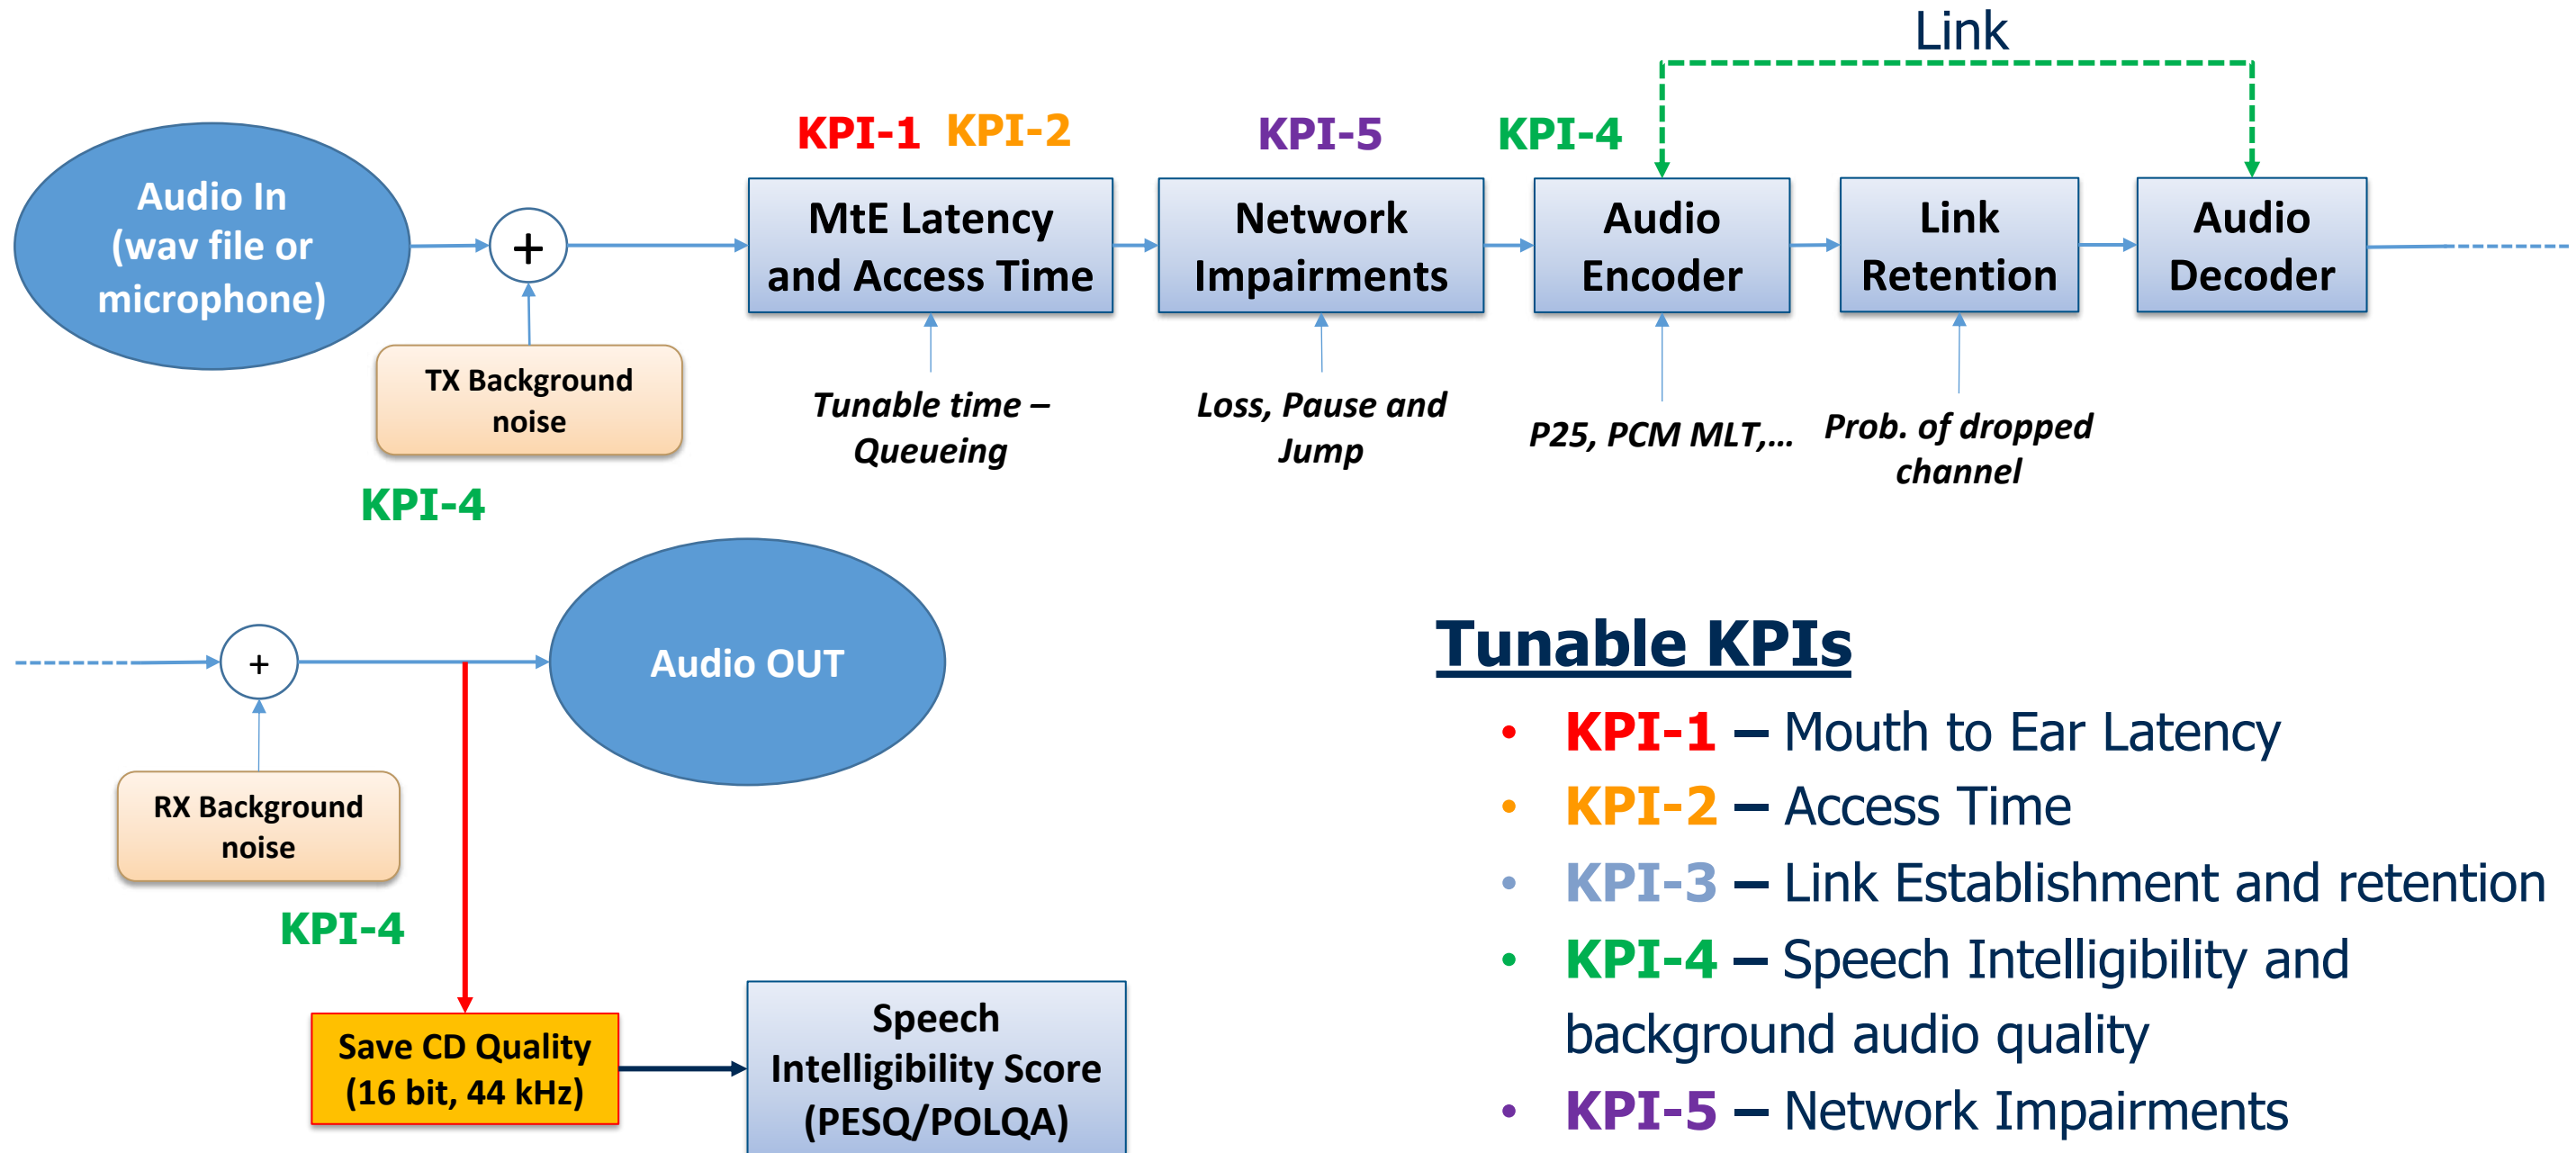 Link
KPI-1 KPI-2 KPI-5 KPI-4
Audio In
(wav file or
microphone)
+
MtE Latency
and Access Time
Network
Impairments
Audio
Encoder
Link
Retention
Audio
Decoder
TX Background
noise
Tunable time –
Queueing
Loss, Pause and
Jump
P25, PCM MLT,...
Prob. of dropped
channel
KPI-4
+
Audio OUT
RX Background
noise
KPI-4
Save CD Quality
(16 bit, 44 kHz)
Speech
Intelligibility Score
(PESQ/POLQA)
Tunable KPIs
• KPI-1 – Mouth to Ear Latency
• KPI-2 – Access Time
• KPI-3 – Link Establishment and retention
• KPI-4 – Speech Intelligibility and
background audio quality
• KPI-5 – Network Impairments